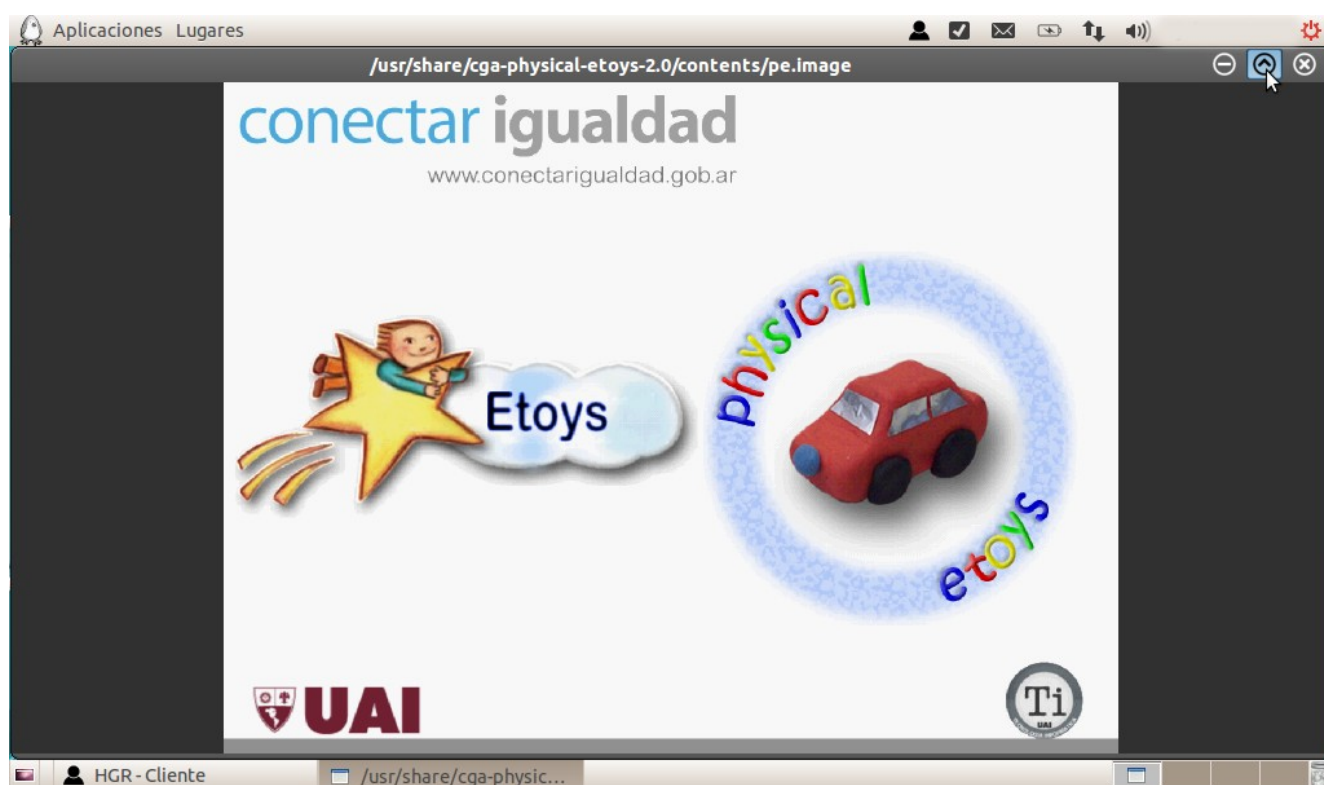 Aplicaciones Lugares
/usr/share/cga-physical-etoys-2.0/contents/pe.image
conectar igualdad
www.conectarigualdad.gob.ar
physical
Etoys
etoys
UAI
Ti
UAI
HGR - Cliente
/usr/share/cga-physic...